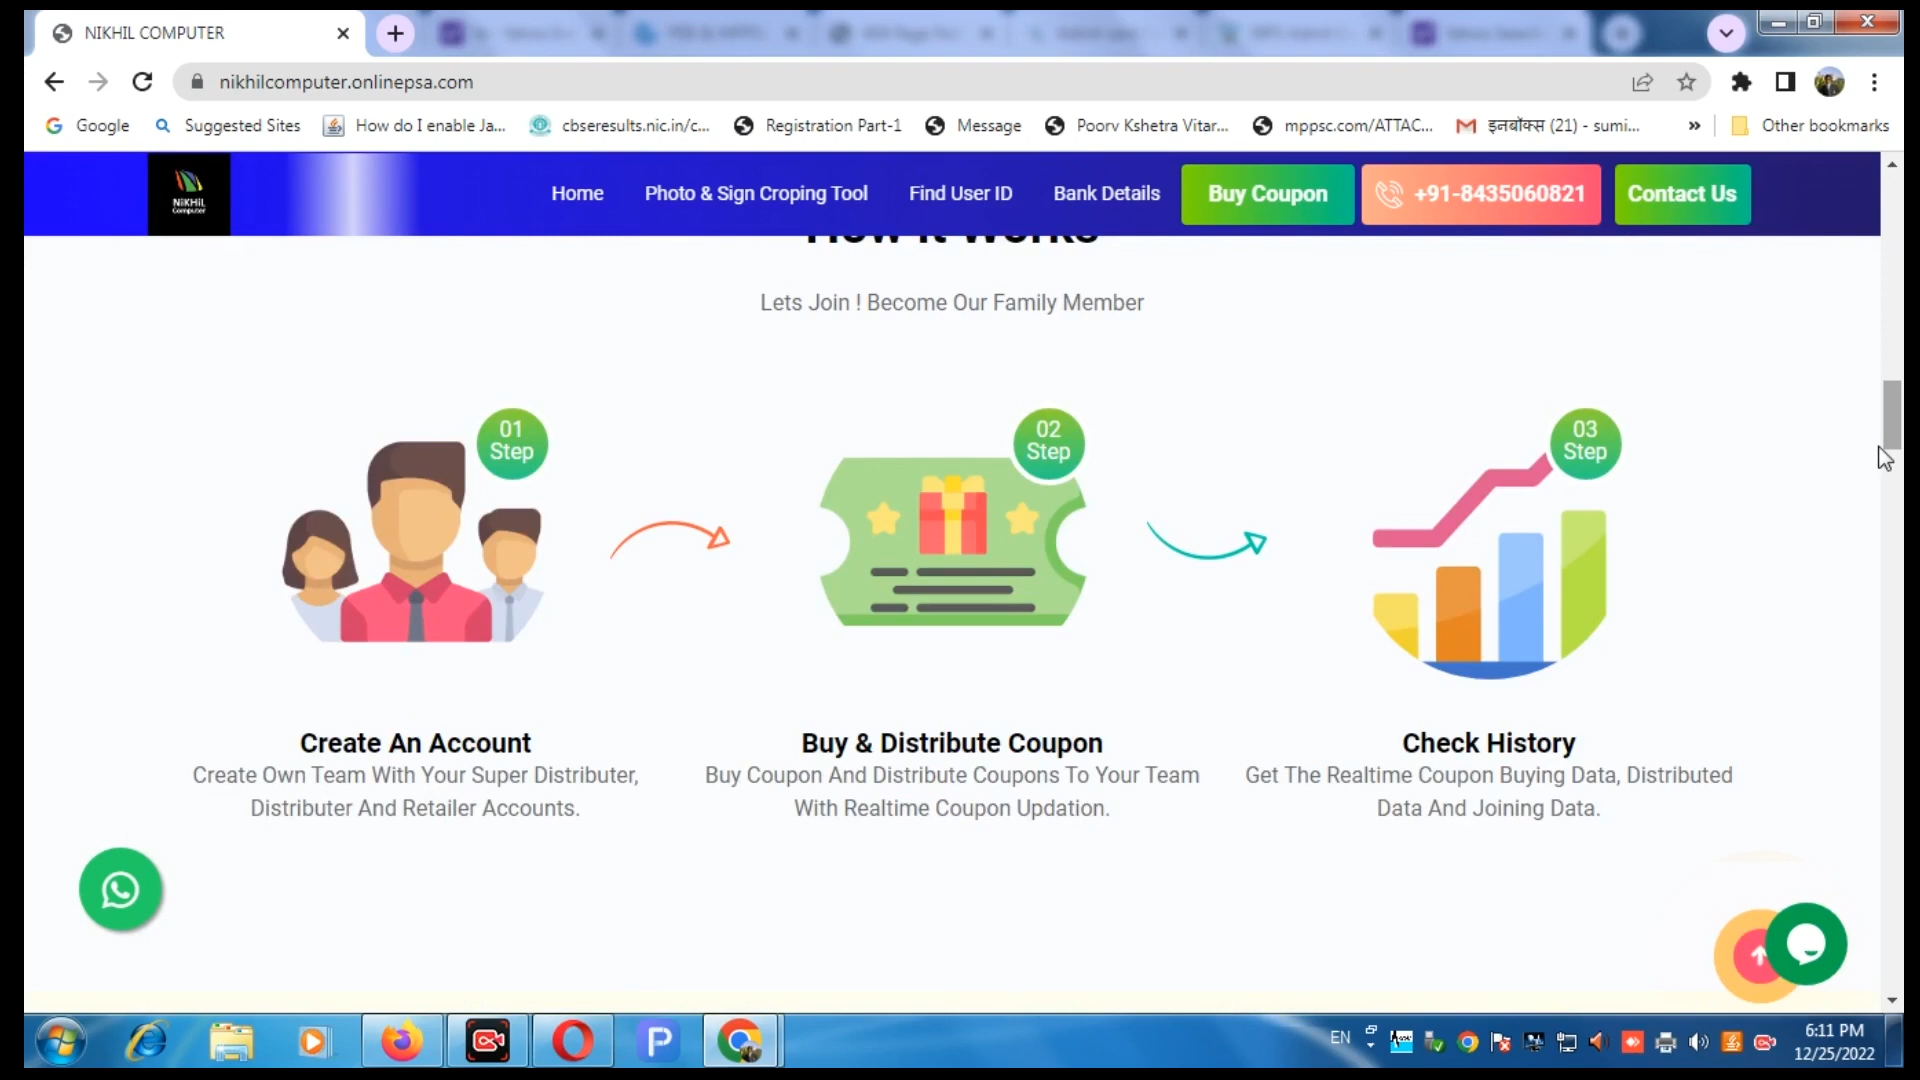 NIKHIL COMPUTER
nikhilcomputer.onlinepsa.com
Google
Suggested Sites
How do I enable Ja...
cbseresults.nic.in/c...
Registration Part-1
Message
Poorv Kshetra Vitar...
mppsc.com/ATTAC...
इनबॉक्स (21) - sumi...
»
Other bookmarks
NiKHiL
Computer
Home
Photo & Sign Croping Tool
Find User ID
Bank Details
Buy Coupon
+91-8435060821
Contact Us
How It Works
Lets Join ! Become Our Family Member
01
Step
02
Step
03
Step
Create An Account
Create Own Team With Your Super Distributer,
Distributer And Retailer Accounts.
Buy & Distribute Coupon
Buy Coupon And Distribute Coupons To Your Team
With Realtime Coupon Updation.
Check History
Get The Realtime Coupon Buying Data, Distributed
Data And Joining Data.
EN
6:11 PM
12/25/2022